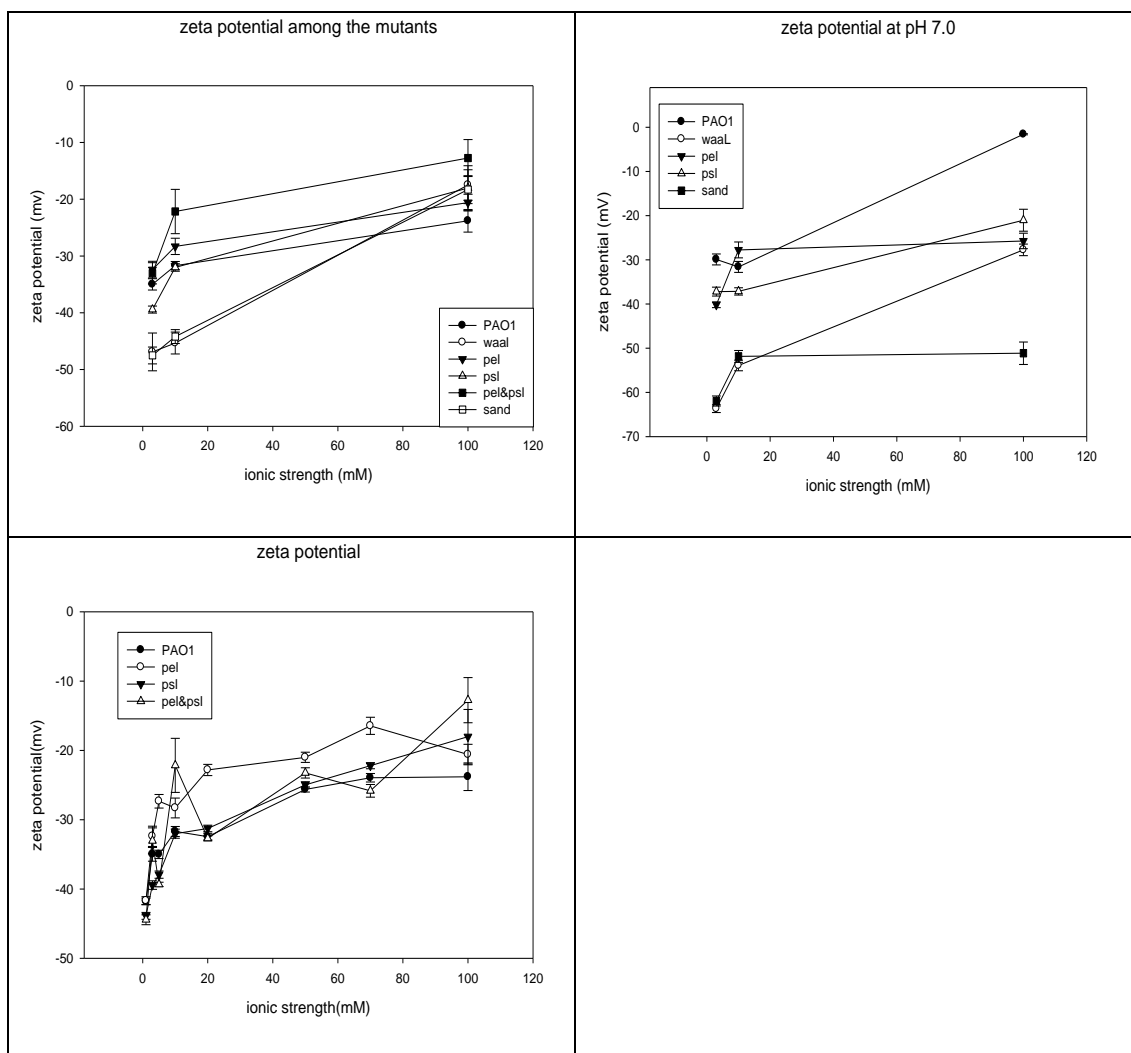 zeta potential among the mutants
0
-10
-20
-30
-40
-50
-60
zeta potential (mv)
PAO1
waal
pel
psl
pel&psl
sand
0 20 40 60 80 100 120
ionic strength (mM)
zeta potential at pH 7.0
0
-10
-20
-30
-40
-50
-60
-70
zeta potential (mV)
PAO1
waaL
pel
psl
sand
0 20 40 60 80 100 120
ionic strength (mM)
zeta potential
0
-10
-20
-30
-40
-50
zeta potential(mv)
PAO1
pel
psl
pel&psl
0 20 40 60 80 100 120
ionic strength(mM)